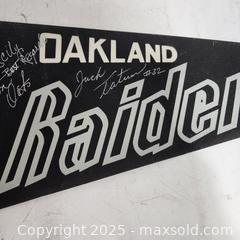 OAKLAND
Jack
Tatum #32
Raider
Copyright 2025 - maxsold.com